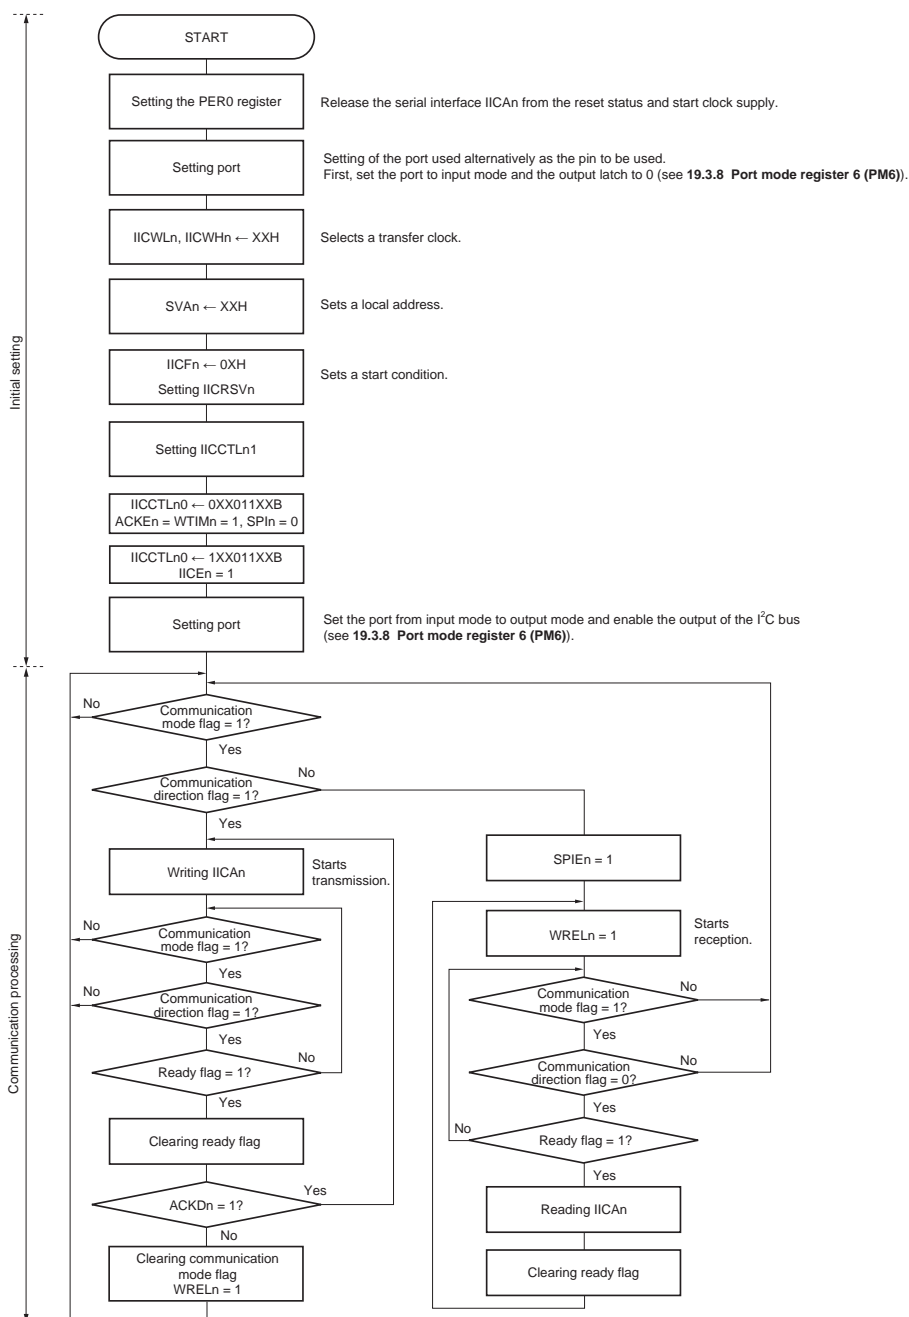 START
Setting the PER0 register
Release the serial interface IICAn from the reset status and start clock supply.
Setting port
Setting of the port used alternatively as the pin to be used.
First, set the port to input mode and the output latch to 0 (see 19.3.8 Port mode register 6 (PM6)).
IICWLn, IICWHn ← XXH
Selects a transfer clock.
SVAn ← XXH
Sets a local address.
IICFn ← 0XH
Setting IICRSVn
Sets a start condition.
Initial setting
Setting IICCTLn1
IICCTLn0 ← 0XX011XXB
ACKEn = WTIMn = 1, SPIn = 0
IICCTLn0 ← 1XX011XXB
IICEn = 1
Setting port
Set the port from input mode to output mode and enable the output of the I²C bus
(see 19.3.8 Port mode register 6 (PM6)).
No
Communication
mode flag = 1?
Yes
No
Communication
direction flag = 1?
Yes
Writing IICAn
Starts
transmission.
No
Communication
mode flag = 1?
Yes
No
Communication
direction flag = 1?
Yes
No
Ready flag = 1?
Yes
Clearing ready flag
Yes
ACKDn = 1?
No
Clearing communication
mode flag
WRELn = 1
Communication processing
SPIEn = 1
WRELn = 1
Starts
reception.
No
Communication
mode flag = 1?
Yes
No
Communication
direction flag = 0?
Yes
No
Ready flag = 1?
Yes
Reading IICAn
Clearing ready flag